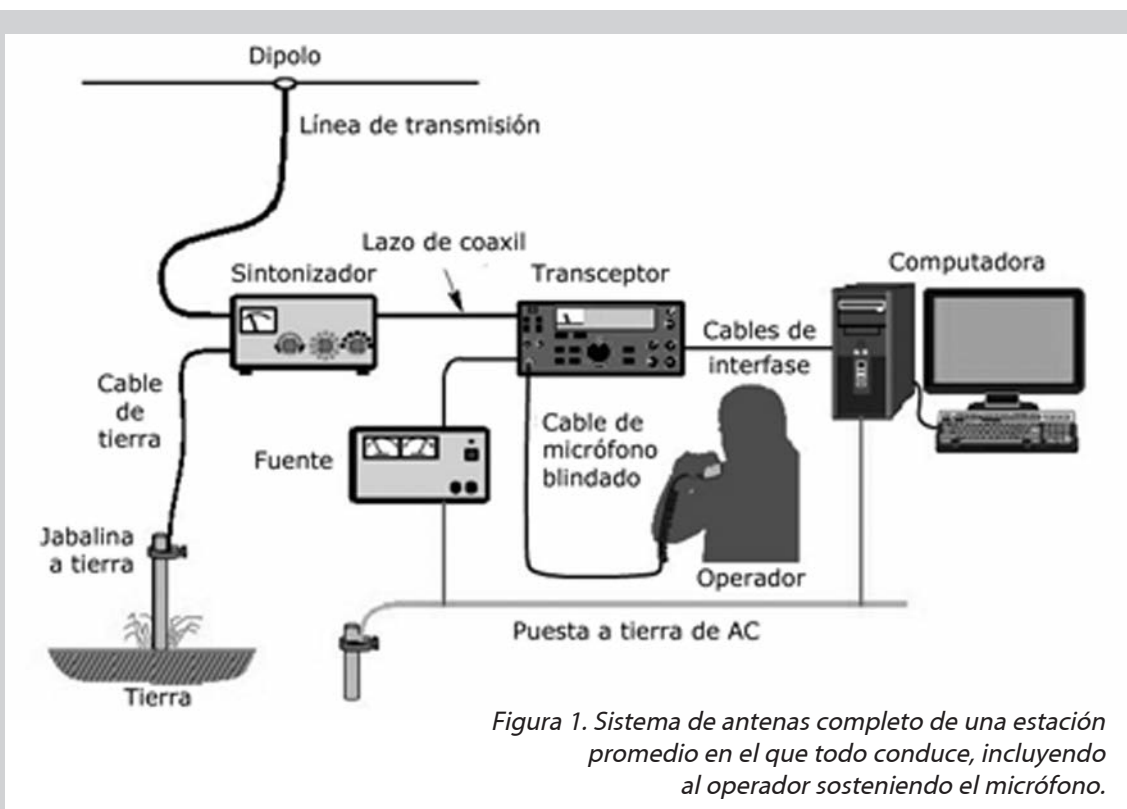 Dipolo
Línea de transmisión
Lazo de coaxil
Sintonizador
Transceptor
Computadora
Cables de
interfase
Cable
de
tierra
Fuente
Cable de
micrófono
blindado
Jabalina
a tierra
Operador
Puesta a tierra de AC
Tierra
Figura 1. Sistema de antenas completo de una estación
promedio en el que todo conduce, incluyendo
al operador sosteniendo el micrófono.